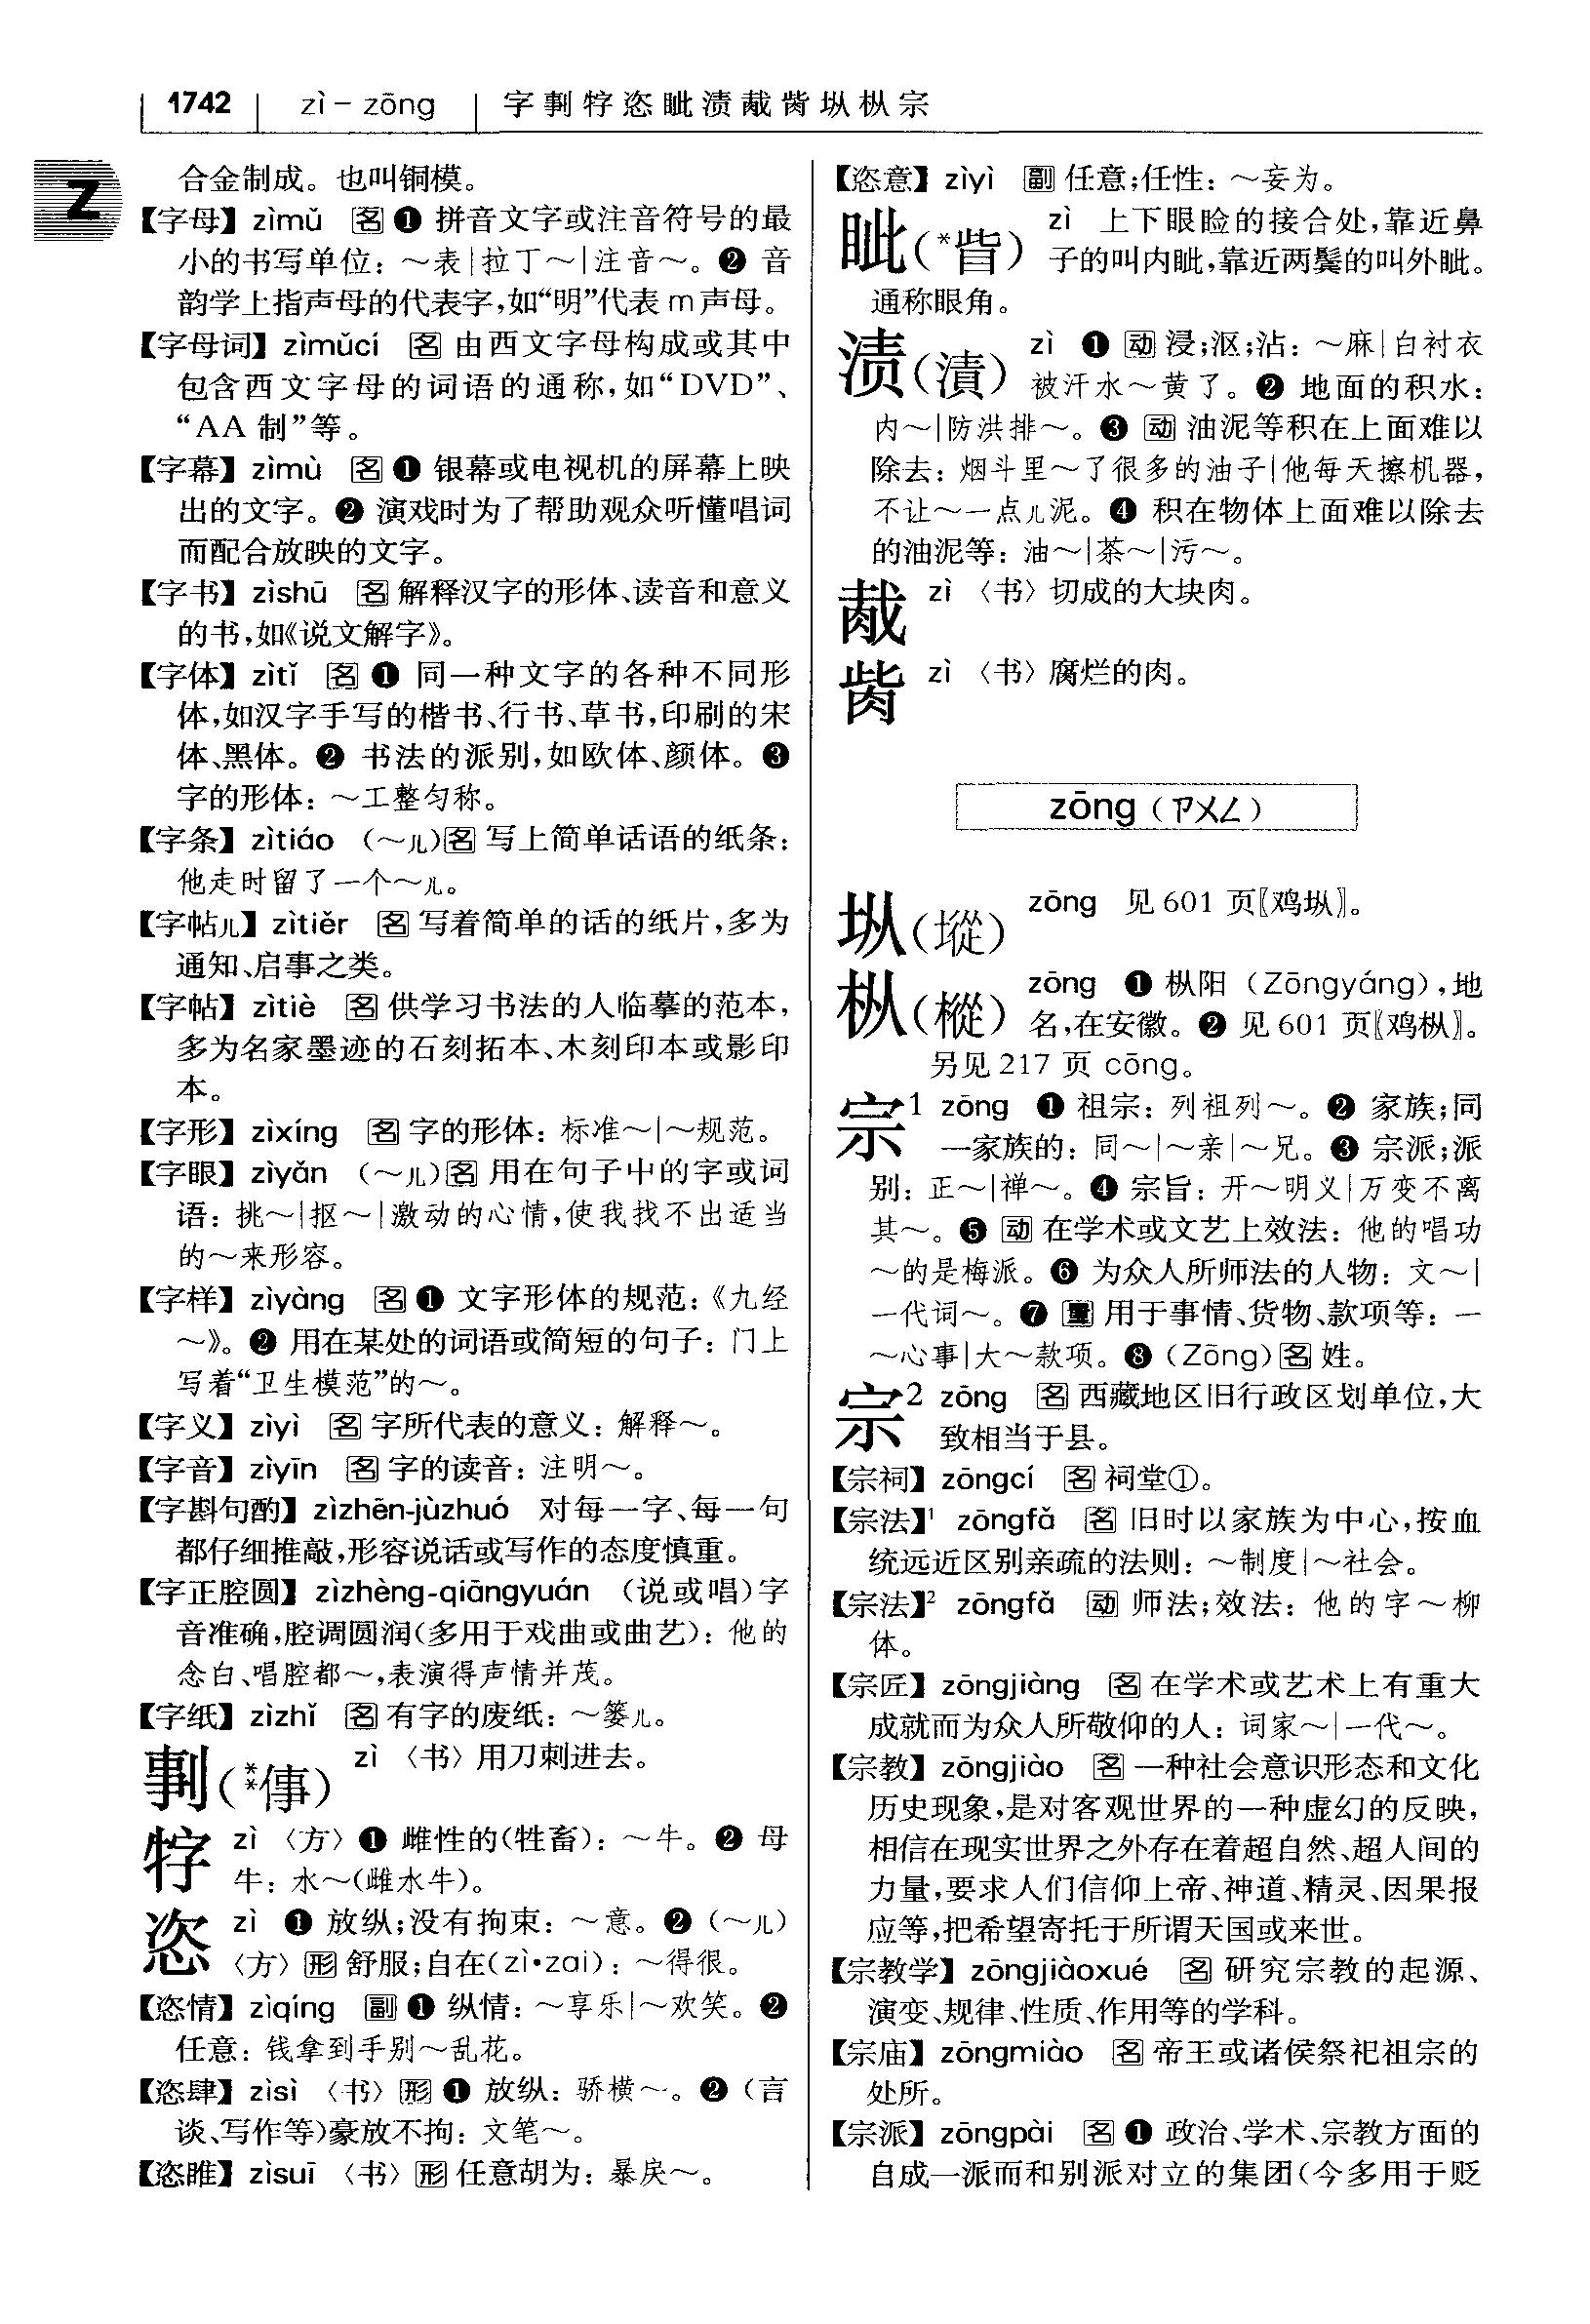 1742 zì – zōng 字剚牸恣眦渍胾胔𪣻枞宗
Z
合金制成。也叫铜模。
【字母】zìmǔ 名❶ 拼音文字或注音符号的最
小的书写单位：～表|拉丁～|注音～。❷ 音
韵学上指声母的代表字，如“明”代表 m 声母。
【字母词】zìmǔcí 名 由西文字母构成或其中
包含西文字母的词语的通称，如“DVD”、
“AA 制”等。
【字幕】zìmù 名❶ 银幕或电视机的屏幕上映
出的文字。❷ 演戏时为了帮助观众听懂唱词
而配合放映的文字。
【字书】zìshū 名 解释汉字的形体、读音和意义
的书，如《说文解字》。
【字体】zìtǐ 名❶ 同一种文字的各种不同形
体，如汉字手写的楷书、行书、草书，印刷的宋
体、黑体。❷ 书法的派别，如欧体、颜体。❸
字的形体：～工整匀称。
【字条】zìtiáo （～儿）名 写上简单话语的纸条：
他走时留了一个～儿。
【字帖儿】zìtiěr 名 写着简单的话的纸片，多为
通知、启事之类。
【字帖】zìtiè 名 供学习书法的人临摹的范本，
多为名家墨迹的石刻拓本、木刻印本或影印
本。
【字形】zìxíng 名 字的形体：标准～|～规范。
【字眼】zìyǎn （～儿）名 用在句子中的字或词
语：挑～|抠～|激动的心情，使我找不出适当
的～来形容。
【字样】zìyàng 名❶ 文字形体的规范：《九经
～》。❷ 用在某处的词语或简短的句子：门上
写着“卫生模范”的～。
【字义】zìyì 名 字所代表的意义：解释～。
【字音】zìyīn 名 字的读音：注明～。
【字斟句酌】zìzhēn-jùzhuó 对每一字、每一句
都仔细推敲，形容说话或写作的态度慎重。
【字正腔圆】zìzhèng-qiāngyuán （说或唱）字
音准确，腔调圆润（多用于戏曲或曲艺）：他的
念白、唱腔都～，表演得声情并茂。
【字纸】zìzhǐ 名 有字的废纸：～篓儿。
剚（**倳） zì 〈书〉用刀刺进去。
牸 zì 〈方〉❶ 雌性的（牲畜）：～牛。❷ 母
牛：水～（雌水牛）。
恣 zì ❶ 放纵；没有拘束：～意。❷（～儿）
〈方〉形 舒服；自在（zì·zai）：～得很。
【恣情】zìqíng 副❶ 纵情：～享乐|～欢笑。❷
任意：钱拿到手别～乱花。
【恣肆】zìsì 〈书〉形❶ 放纵：骄横～。❷（言
谈、写作等）豪放不拘：文笔～。
【恣睢】zìsuī 〈书〉形 任意胡为：暴戾～。
【恣意】zìyì 副 任意；任性：～妄为。
眦（*眥） zì 上下眼睑的接合处，靠近鼻
子的叫内眦，靠近两鬓的叫外眦。
通称眼角。
渍（漬） zì ❶ 动 浸；沤；沾：～麻|白衬衣
被汗水～黄了。❷ 地面的积水：
内～|防洪排～。❸ 动 油泥等积在上面难以
除去：烟斗里～了很多的油子|他每天擦机器，
不让～一点儿泥。❹ 积在物体上面难以除去
的油泥等：油～|茶～|污～。
胾 zì 〈书〉切成的大块肉。
胔 zì 〈书〉腐烂的肉。
zōng（ㄗㄨㄥ）
𪣻（㙡） zōng 见 601 页〖鸡𪣻〗。
枞（樅） zōng ❶ 枞阳（Zōngyáng），地
名，在安徽。❷ 见 601 页〖鸡枞〗。
另见 217 页 cōng。
宗1 zōng ❶ 祖宗：列祖列～。❷ 家族；同
一家族的：同～|～亲|～兄。❸ 宗派；派
别：正～|禅～。❹ 宗旨：开～明义|万变不离
其～。❺ 动 在学术或文艺上效法：他的唱功
～的是梅派。❻ 为众人所师法的人物：文～|
一代词～。❼ 量 用于事情、货物、款项等：一
～心事|大～款项。❽（Zōng）名 姓。
宗2 zōng 名 西藏地区旧行政区划单位，大
致相当于县。
【宗祠】zōngcí 名 祠堂①。
【宗法】1 zōngfǎ 名 旧时以家族为中心，按血
统远近区别亲疏的法则：～制度|～社会。
【宗法】2 zōngfǎ 动 师法；效法：他的字～柳
体。
【宗匠】zōngjiàng 名 在学术或艺术上有重大
成就而为众人所敬仰的人：词家～|一代～。
【宗教】zōngjiào 名 一种社会意识形态和文化
历史现象，是对客观世界的一种虚幻的反映，
相信在现实世界之外存在着超自然、超人间的
力量，要求人们信仰上帝、神道、精灵、因果报
应等，把希望寄托于所谓天国或来世。
【宗教学】zōngjiàoxué 名 研究宗教的起源、
演变、规律、性质、作用等的学科。
【宗庙】zōngmiào 名 帝王或诸侯祭祀祖宗的
处所。
【宗派】zōngpài 名❶ 政治、学术、宗教方面的
自成一派而和别派对立的集团（今多用于贬